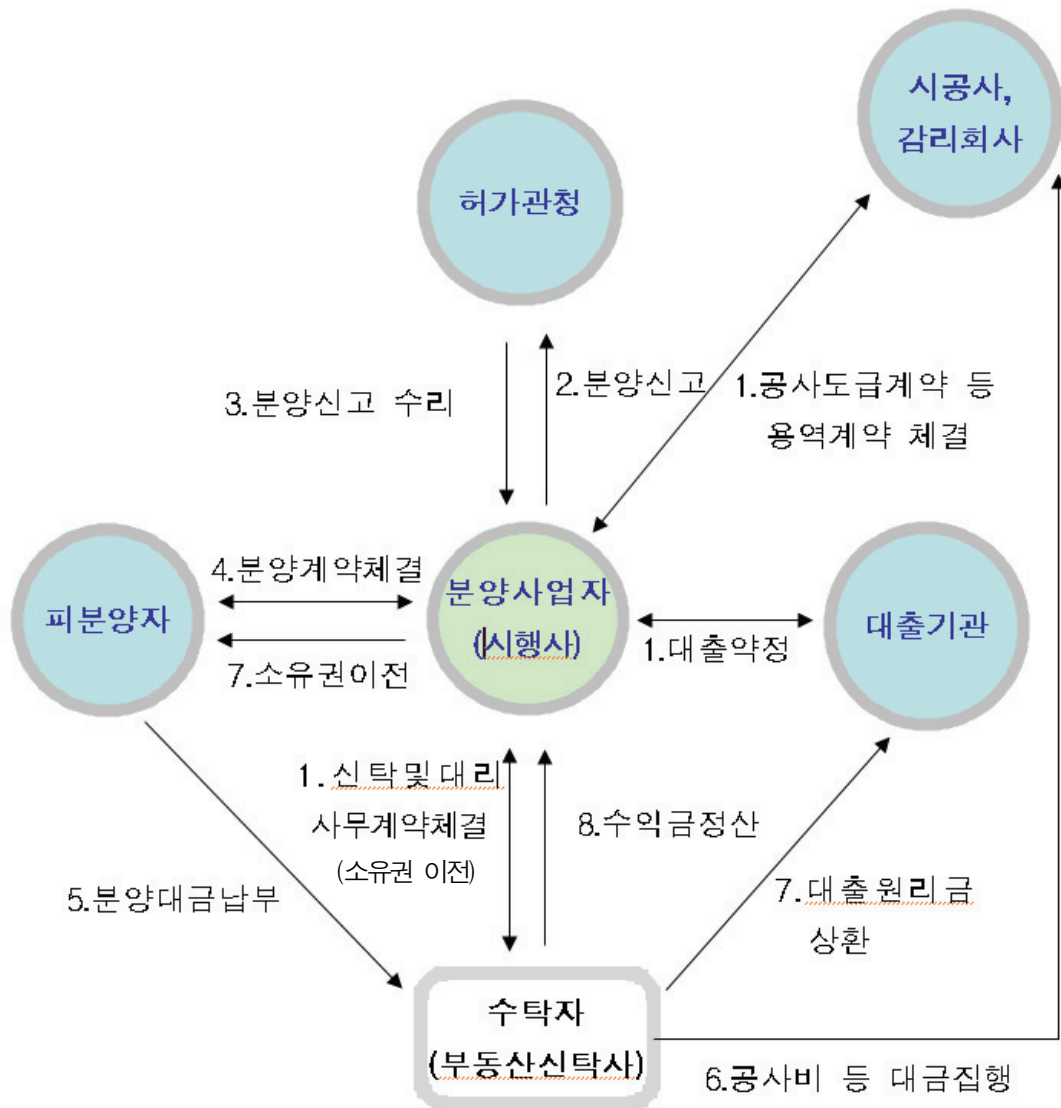 시공사,
감리회사
허가관청
3.분양신고 수리
2.분양신고
1.공사도급계약 등
용역계약 체결
피분양자
4.분양계약체결
7.소유권이전
분양사업자
(시행사)
1.대출약정
대출기관
1.신탁및대리
사무계약체결
(소유권 이전)
8.수익금정산
5.분양대금납부
7.대출원리금
상환
수탁자
(부동산신탁사)
6.공사비 등 대금집행